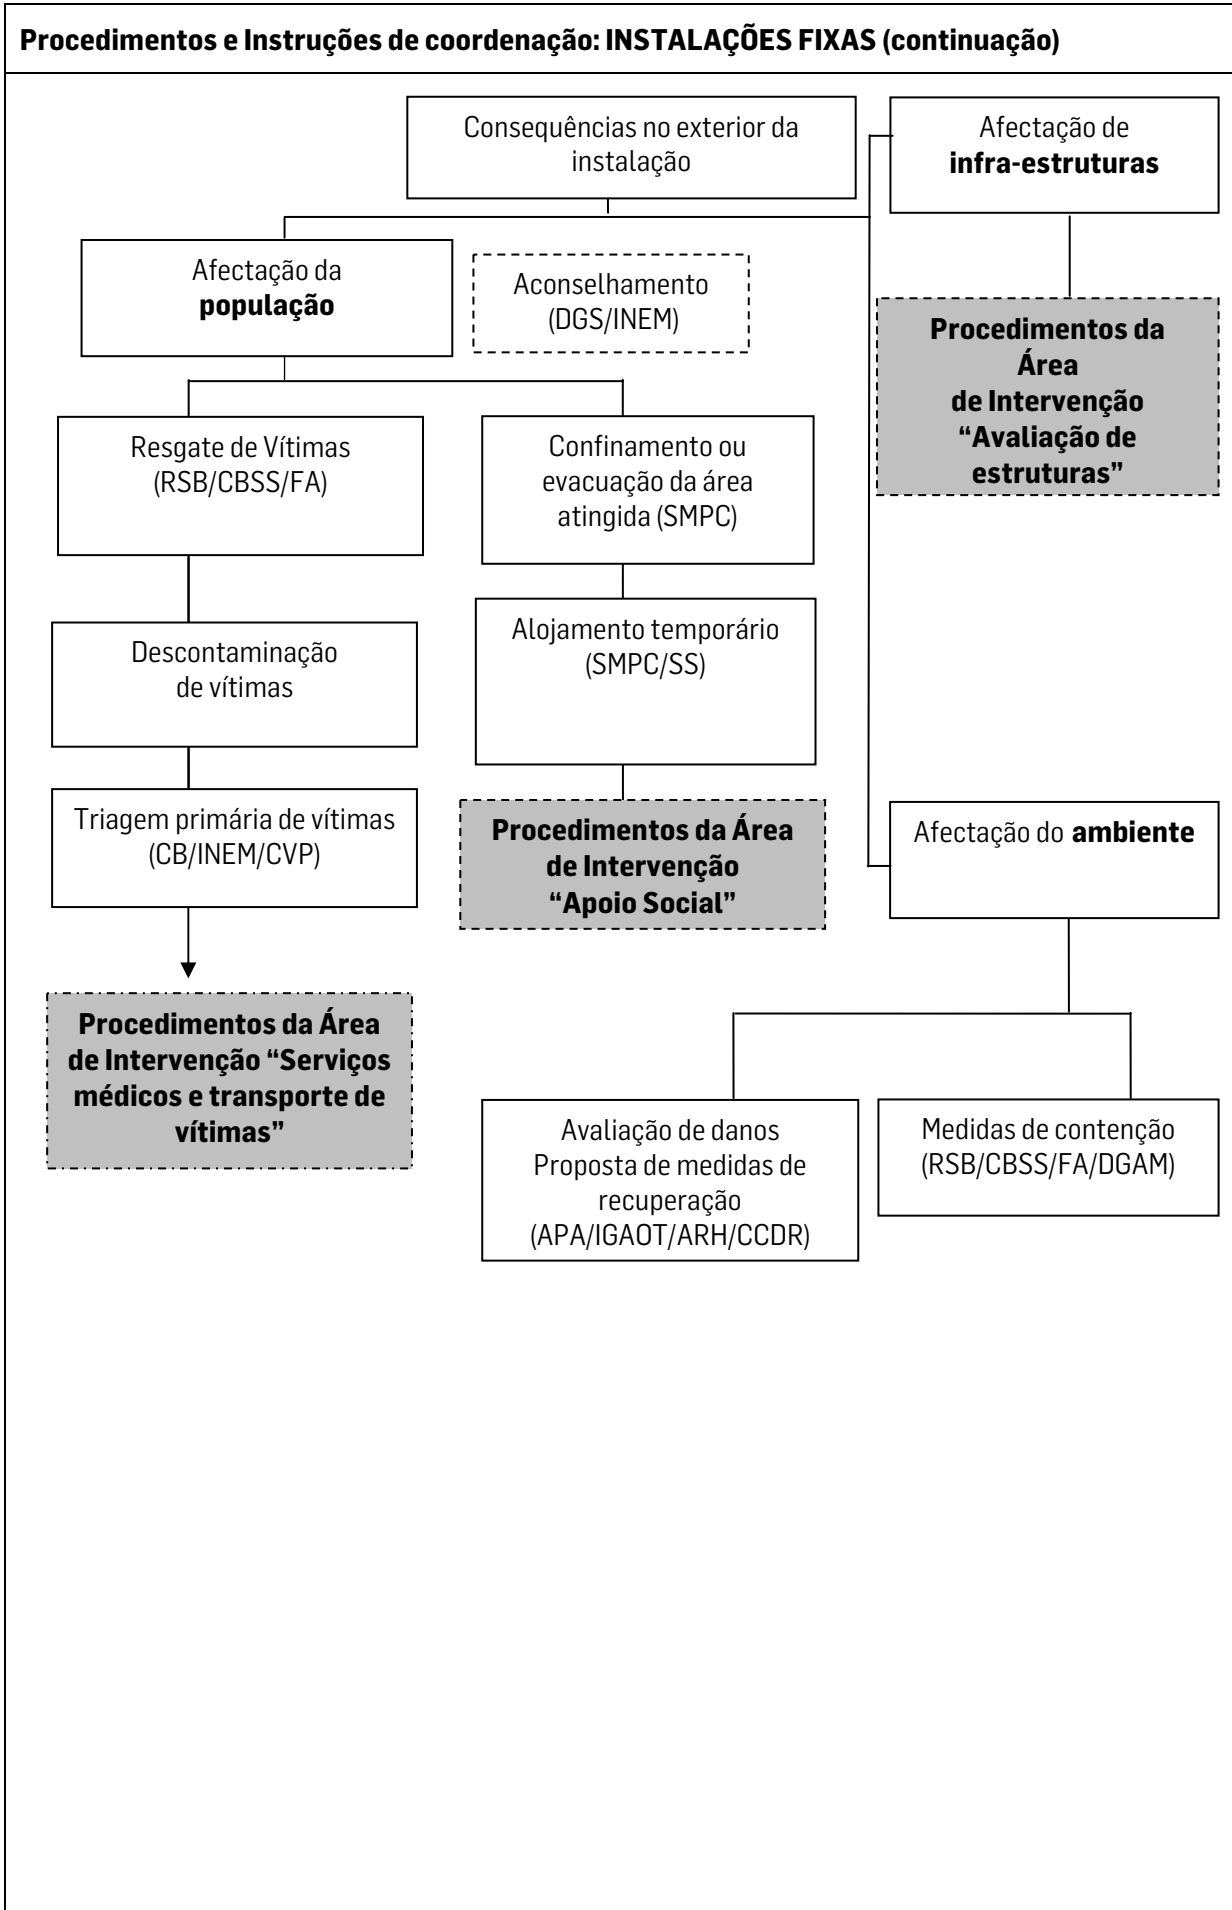 Procedimentos e Instruções de coordenação: INSTALAÇÕES FIXAS (continuação)
Consequências no exterior da
instalação
Afectação de
infra-estruturas
Afectação da
população
Aconselhamento
(DGS/INEM)
Procedimentos da
Área
de Intervenção
“Avaliação de
estruturas”
Resgate de Vítimas
(RSB/CBSS/FA)
Confinamento ou
evacuação da área
atingida (SMPC)
Descontaminação
de vítimas
Alojamento temporário
(SMPC/SS)
Triagem primária de vítimas
(CB/INEM/CVP)
Procedimentos da Área
de Intervenção
“Apoio Social”
Afectação do ambiente
Procedimentos da Área
de Intervenção “Serviços
médicos e transporte de
vítimas”
Avaliação de danos
Proposta de medidas de
recuperação
(APA/IGAOT/ARH/CCDR)
Medidas de contenção
(RSB/CBSS/FA/DGAM)